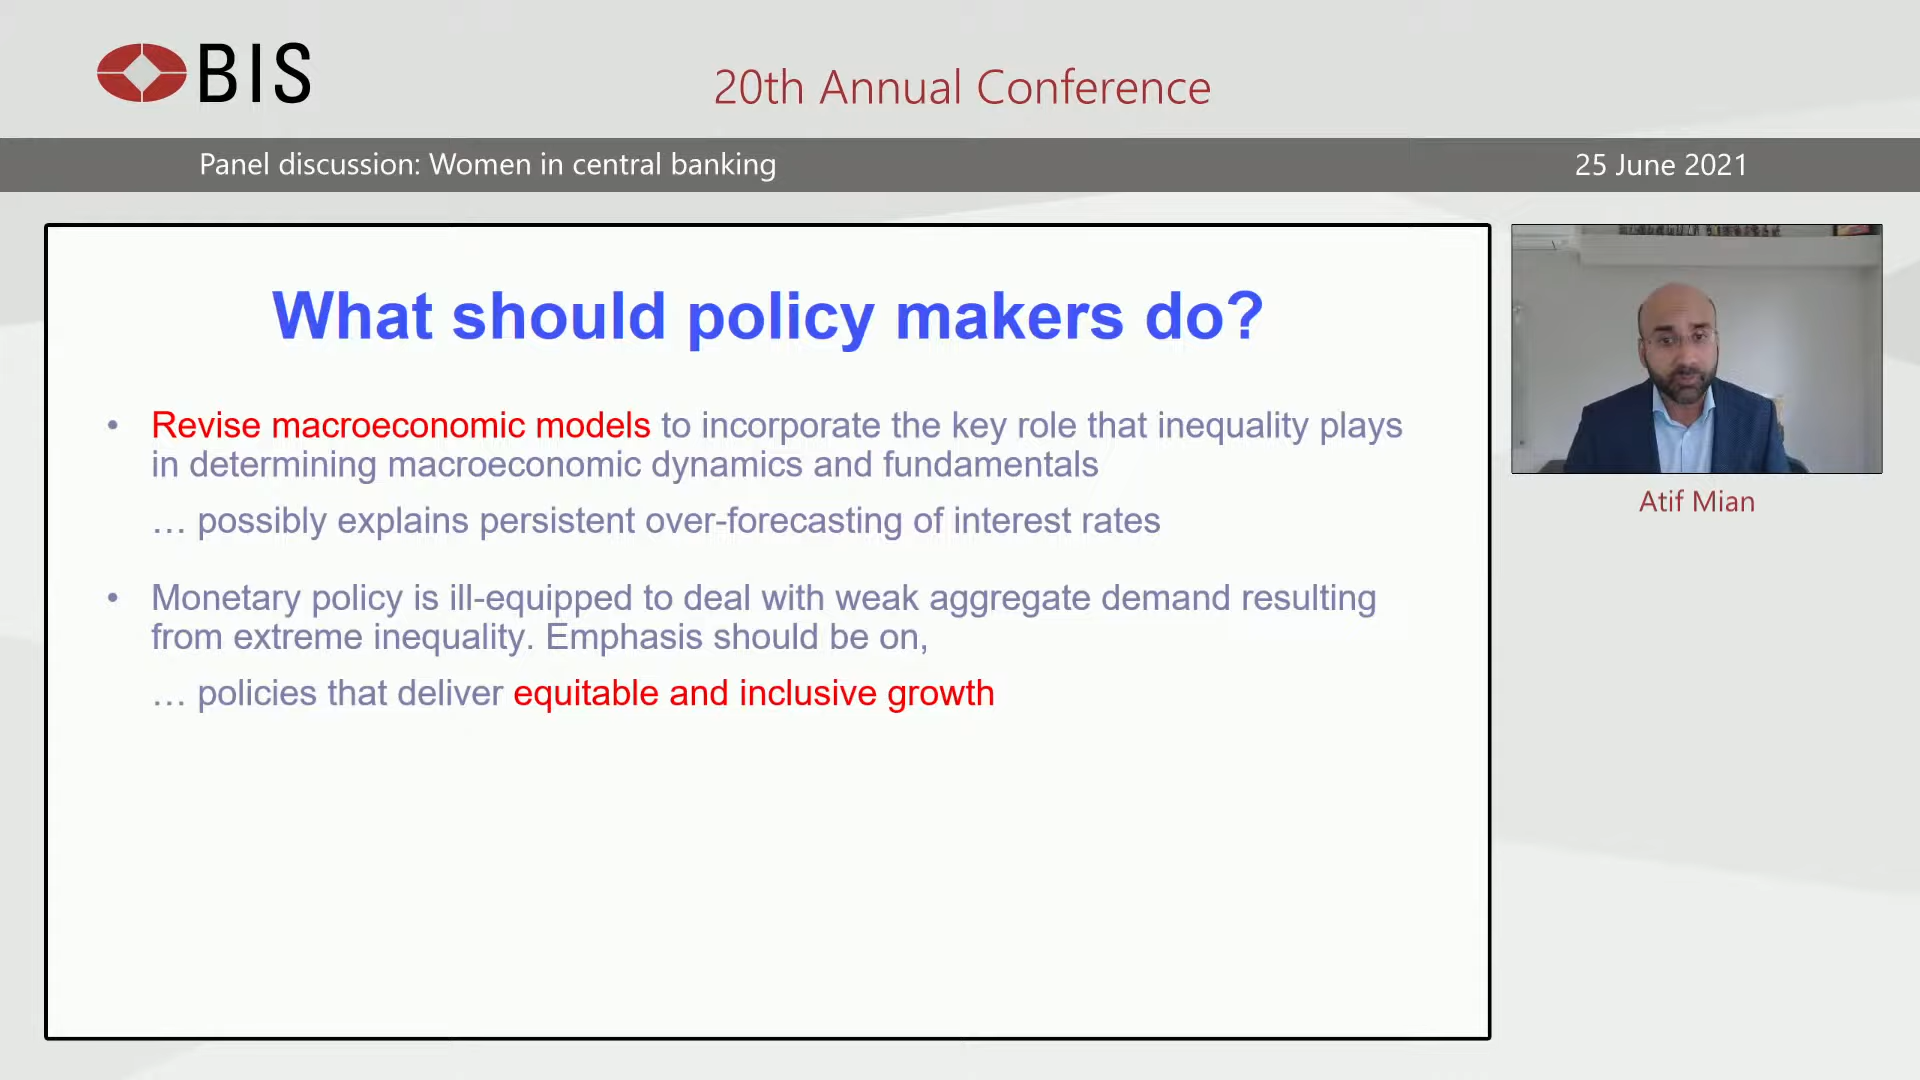 BIS
20th Annual Conference
Panel discussion: Women in central banking
25 June 2021
What should policy makers do?
• Revise macroeconomic models to incorporate the key role that inequality plays
in determining macroeconomic dynamics and fundamentals
… possibly explains persistent over-forecasting of interest rates
• Monetary policy is ill-equipped to deal with weak aggregate demand resulting
from extreme inequality. Emphasis should be on,
… policies that deliver equitable and inclusive growth
Atif Mian